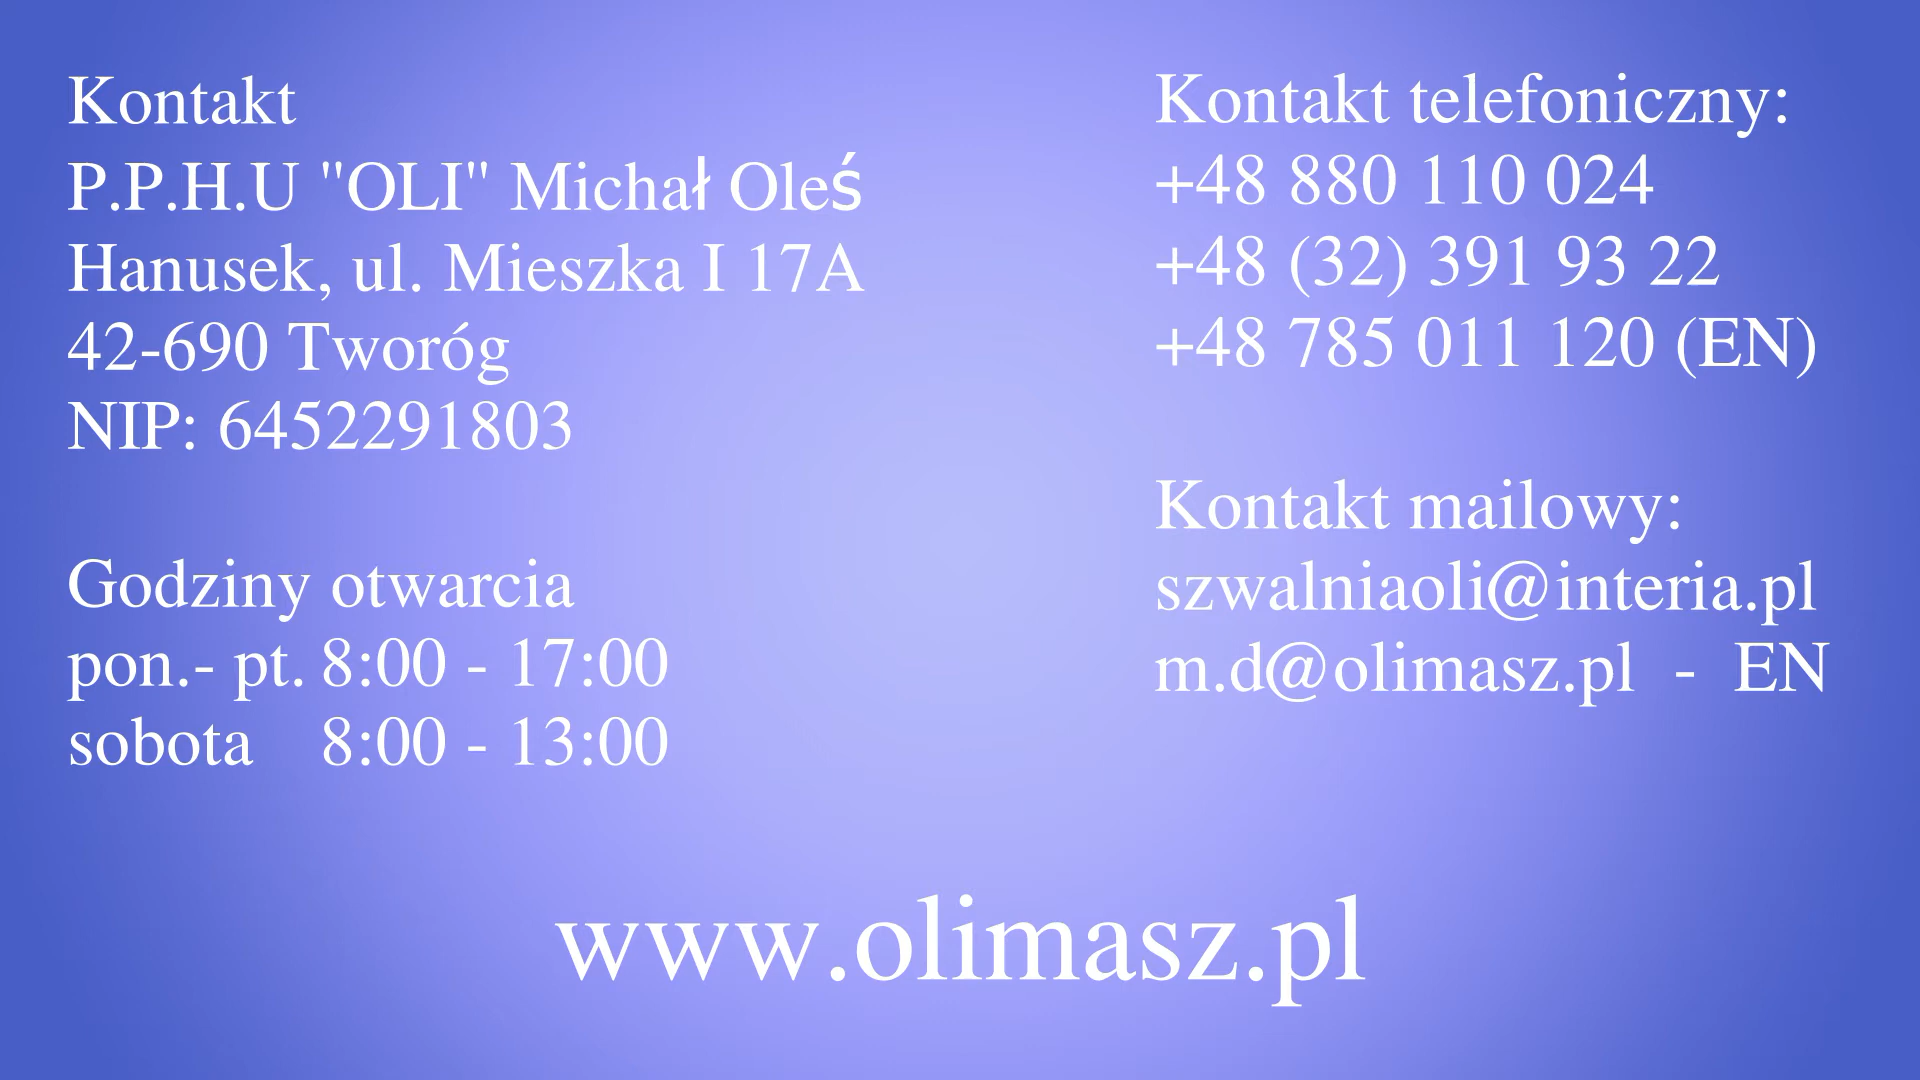 Kontakt
P.P.H.U "OLI" Michał Oleś
Hanusek, ul. Mieszka I 17A
42-690 Tworóg
NIP: 6452291803
Godziny otwarcia
pon.- pt. 8:00 - 17:00
sobota 8:00 - 13:00
Kontakt telefoniczny:
+48 880 110 024
+48 (32) 391 93 22
+48 785 011 120 (EN)
Kontakt mailowy:
szwalniaoli@interia.pl
m.d@olimasz.pl - EN
www.olimasz.pl